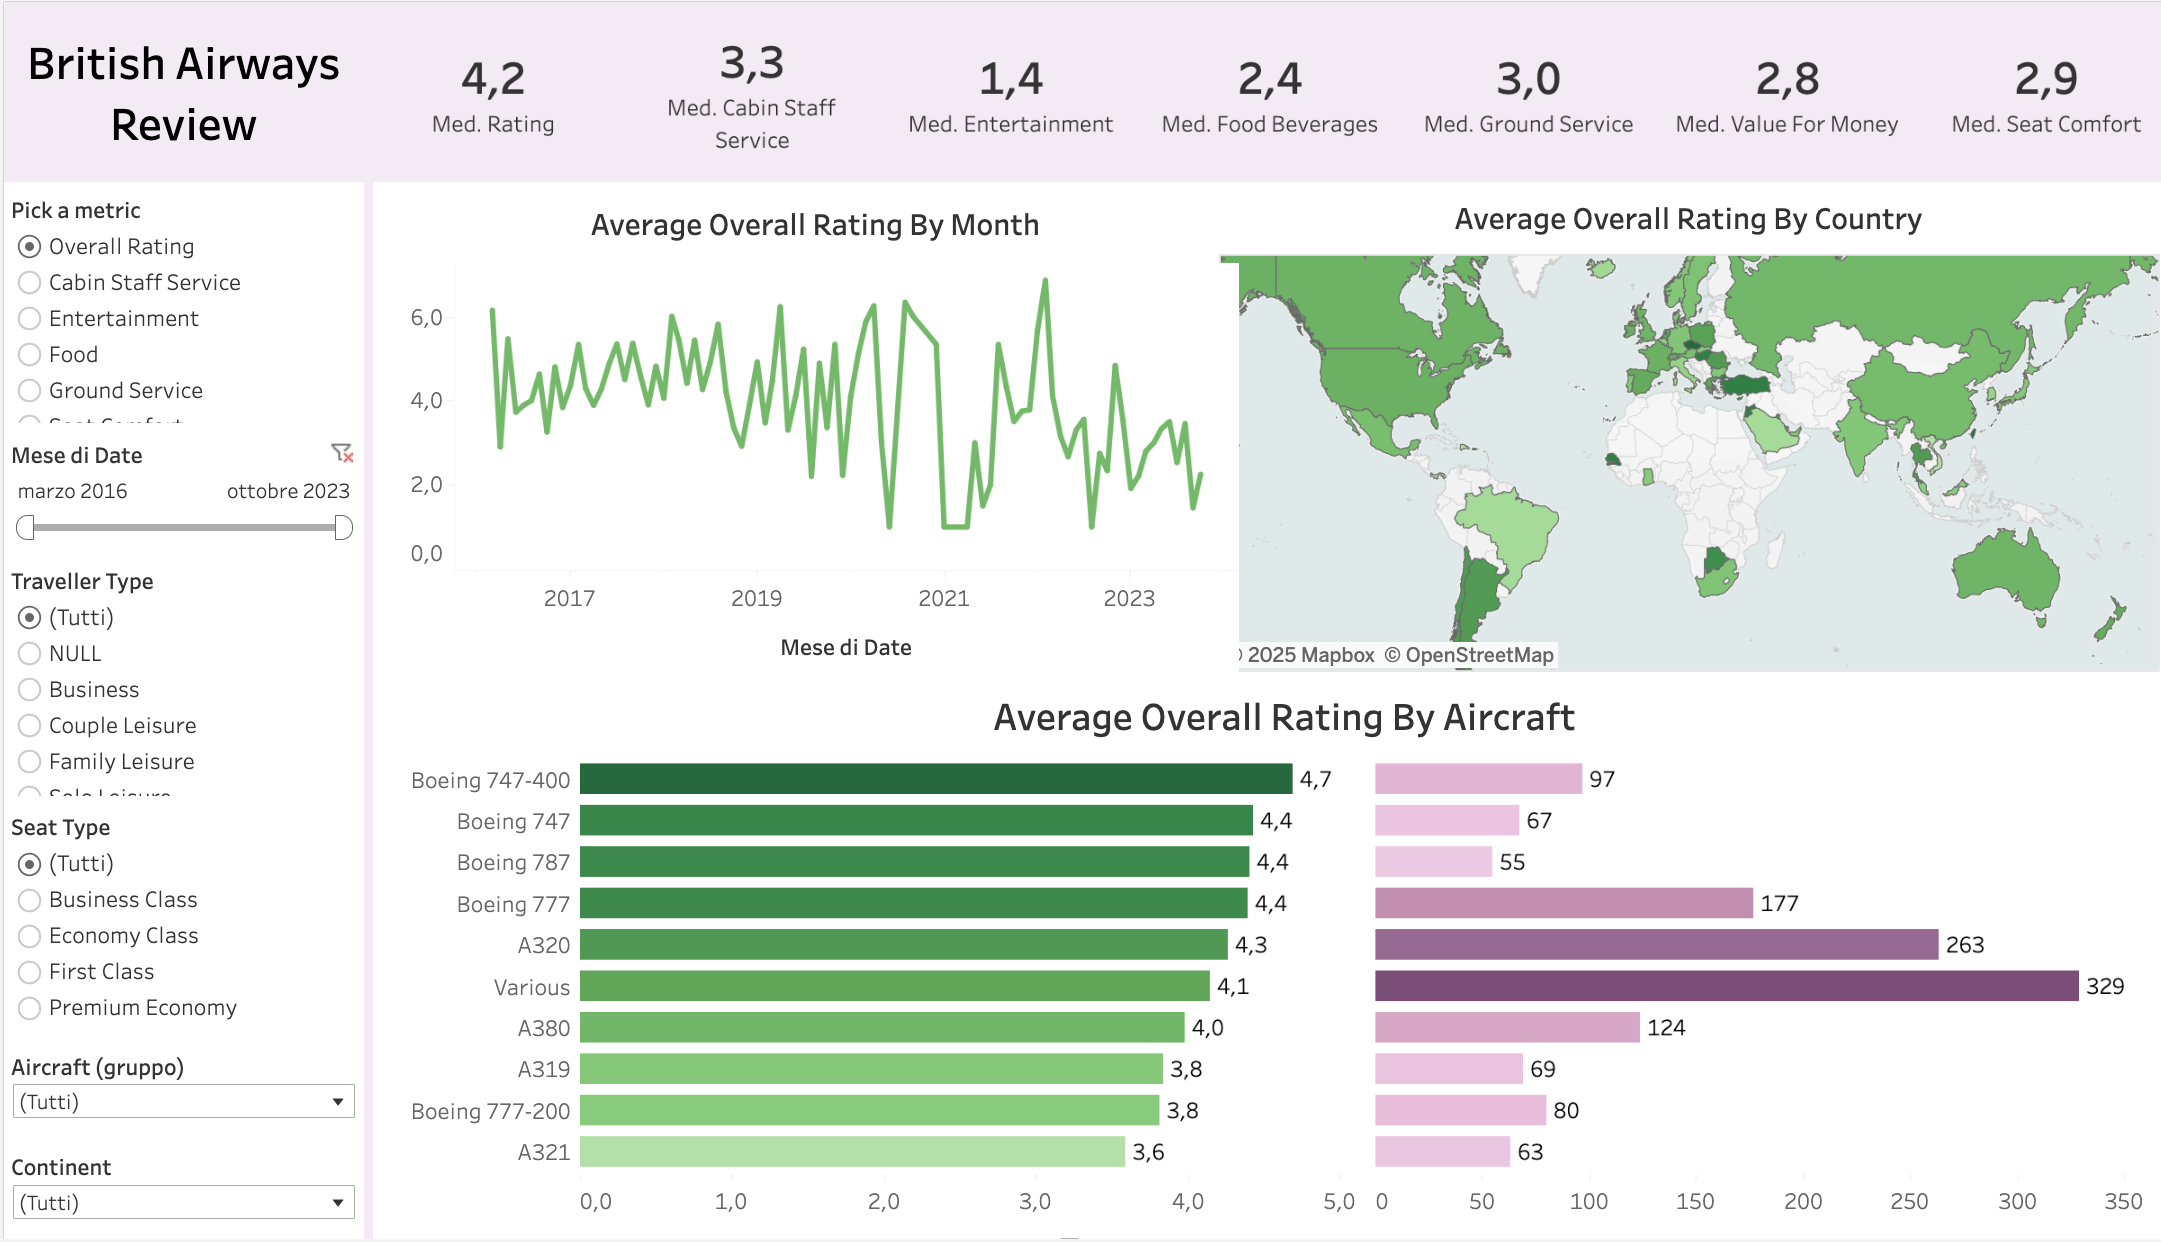 British Airways
Review
4,2
Med. Rating
3,3
Med. Cabin Staff
Service
1,4
Med. Entertainment
2,4
Med. Food Beverages
3,0
Med. Ground Service
2,8
Med. Value For Money
2,9
Med. Seat Comfort
Pick a metric
Overall Rating
Cabin Staff Service
Entertainment
Food
Ground Service
Seat Comfort
Mese di Date
marzo 2016 ottobre 2023
Traveller Type
(Tutti)
NULL
Business
Couple Leisure
Family Leisure
Solo Leisure
Seat Type
(Tutti)
Business Class
Economy Class
First Class
Premium Economy
Aircraft (gruppo)
(Tutti)
Continent
(Tutti)
Average Overall Rating By Month
6,0
4,0
2,0
0,0
2017 2019 2021 2023
Mese di Date
Average Overall Rating By Country
© 2025 Mapbox © OpenStreetMap
Average Overall Rating By Aircraft
Boeing 747-400 4,7 97
Boeing 747 4,4 67
Boeing 787 4,4 55
Boeing 777 4,4 177
A320 4,3 263
Various 4,1 329
A380 4,0 124
A319 3,8 69
Boeing 777-200 3,8 80
A321 3,6 63
0,0 1,0 2,0 3,0 4,0 5,0 0 50 100 150 200 250 300 350